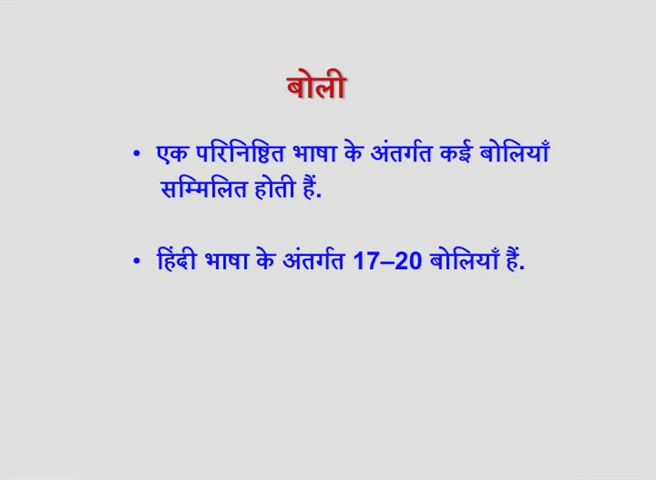 बोली
• एक परिनिष्ठित भाषा के अंतर्गत कई बोलियाँ
सम्मिलित होती हैं.
• हिंदी भाषा के अंतर्गत 17–20 बोलियाँ हैं.